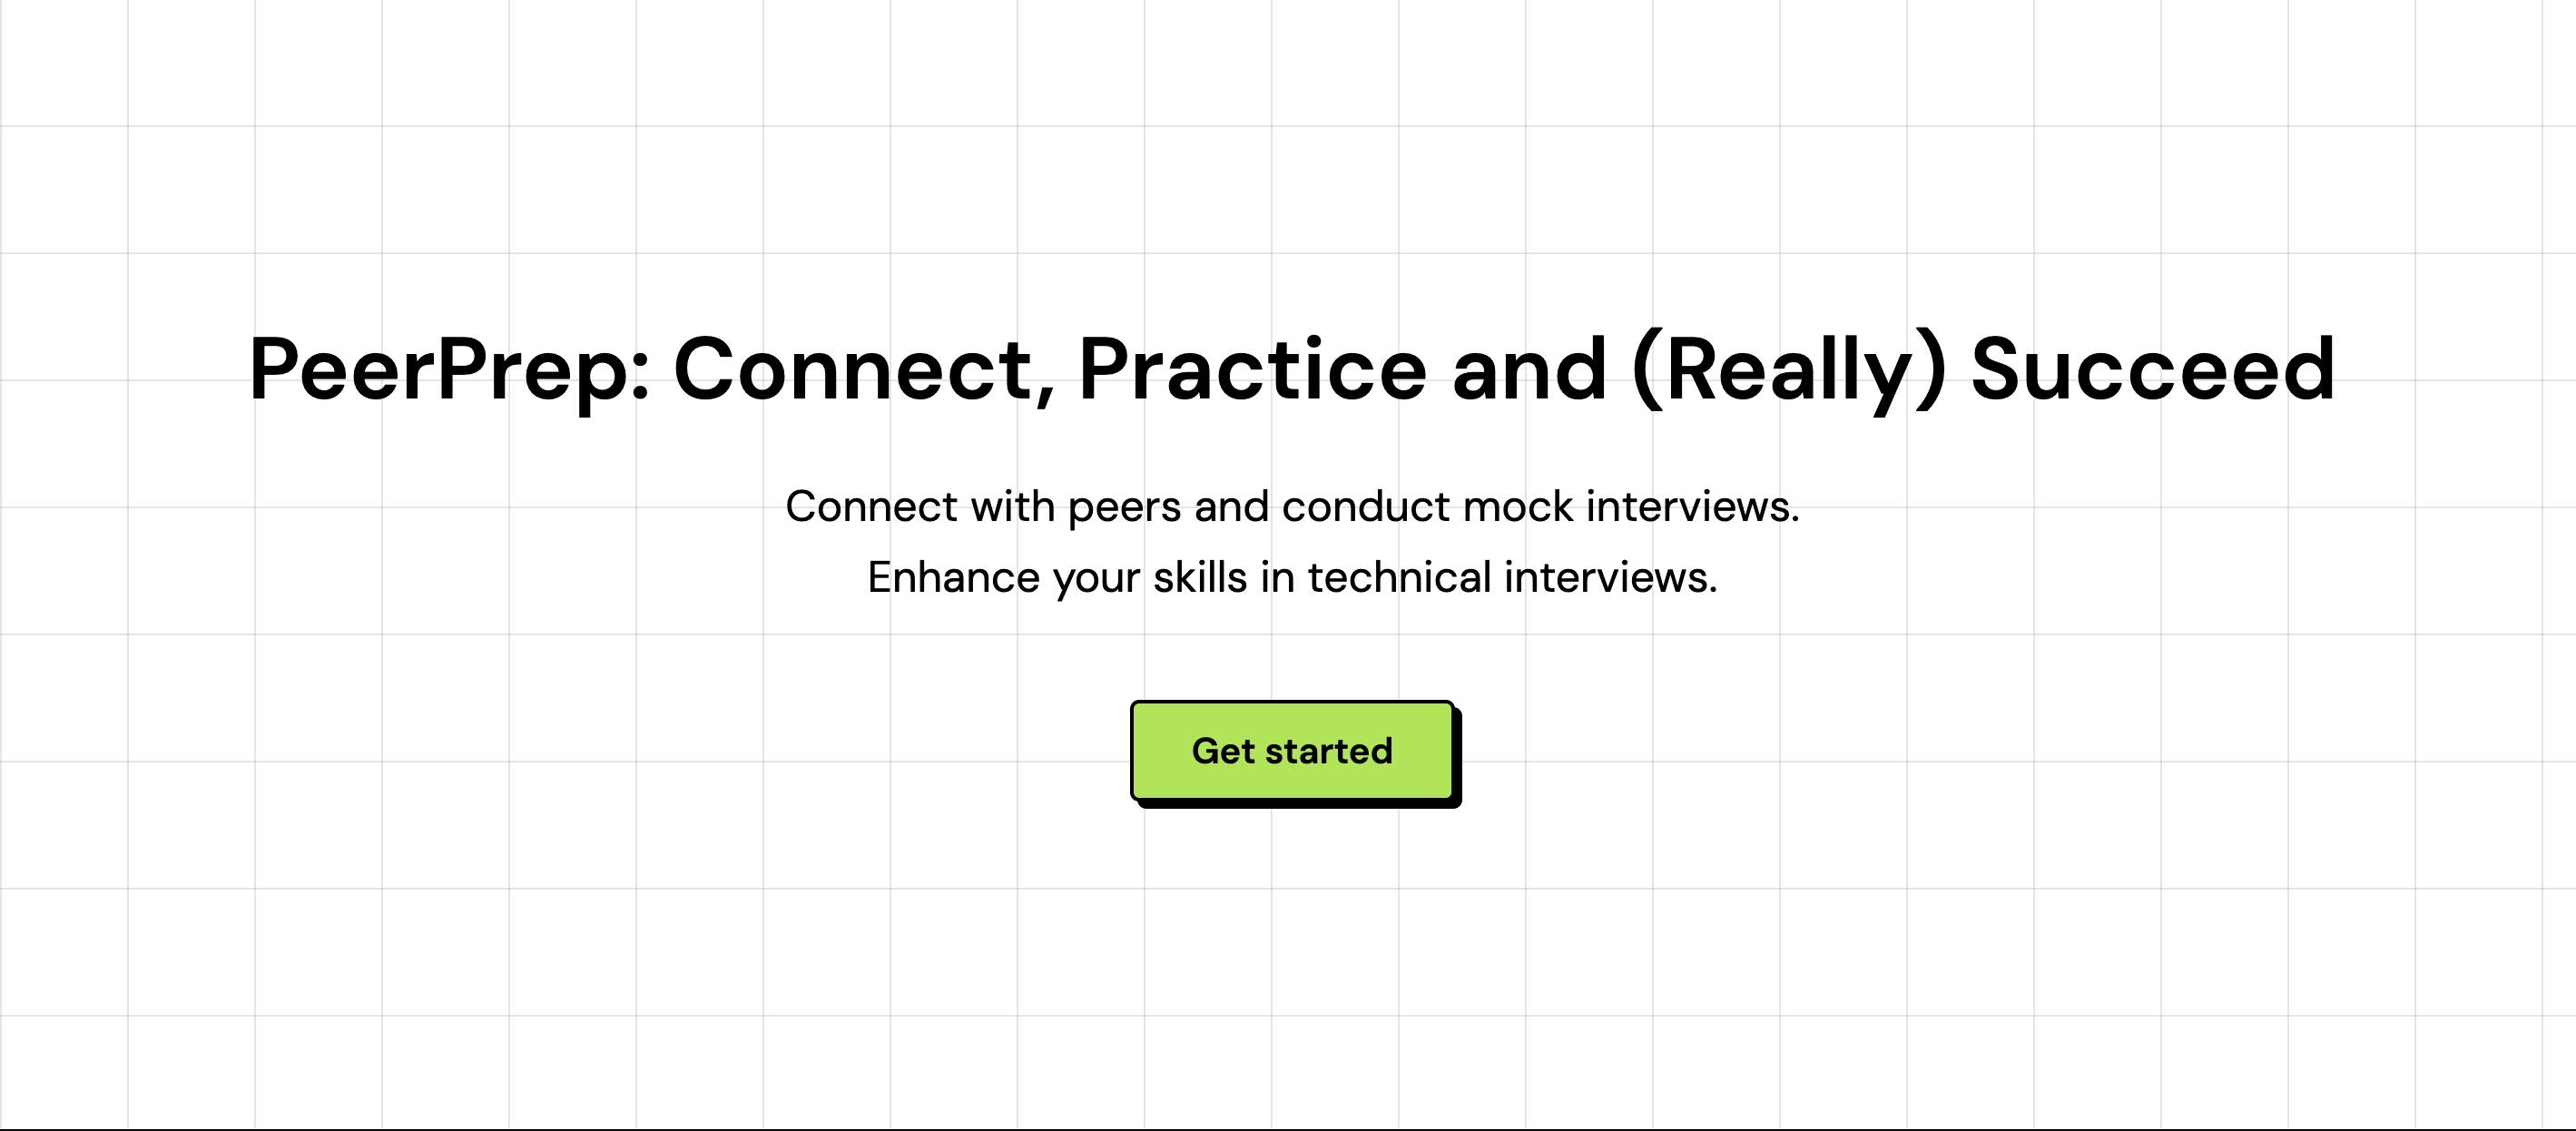 PeerPrep: Connect, Practice and (Really) Succeed
Connect with peers and conduct mock interviews.
Enhance your skills in technical interviews.
Get started